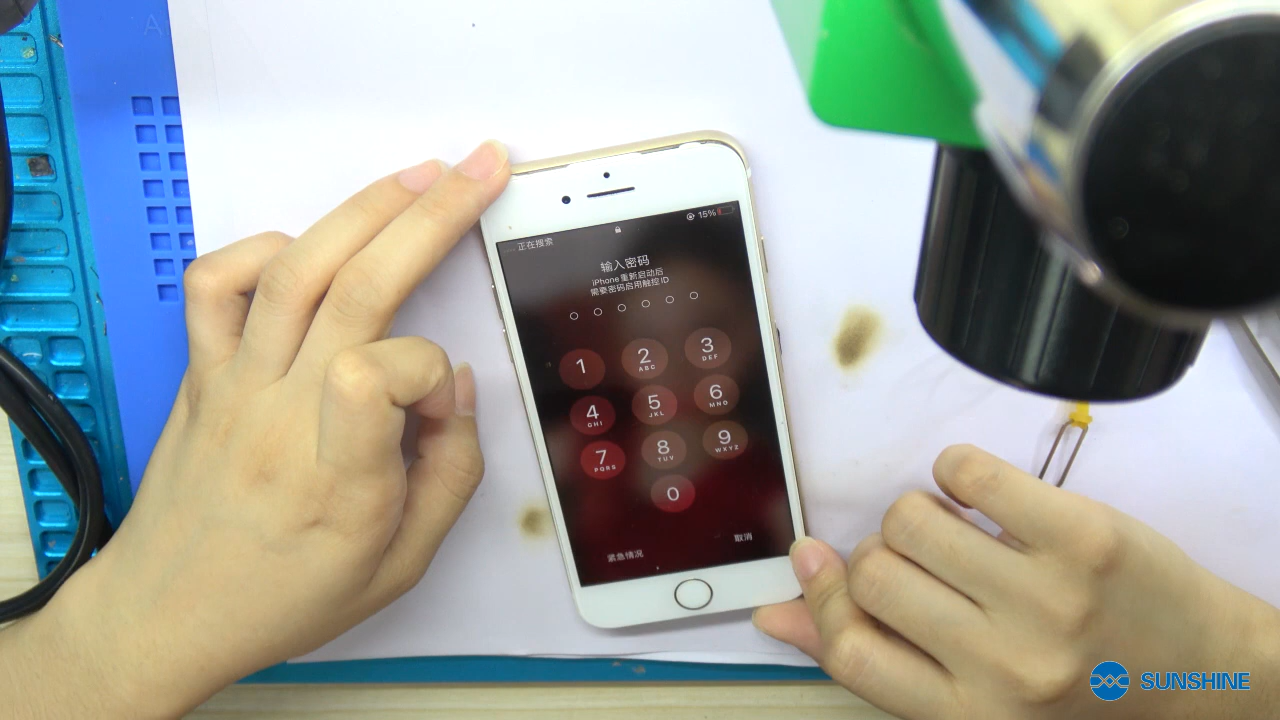 正在搜索
15%
输入密码
iPhone 重新启动后
需要密码启用触控 ID
1
2
ABC
3
DEF
4
GHI
5
JKL
6
MNO
7
PQRS
8
TUV
9
WXYZ
0
紧急情况
取消
SUNSHINE